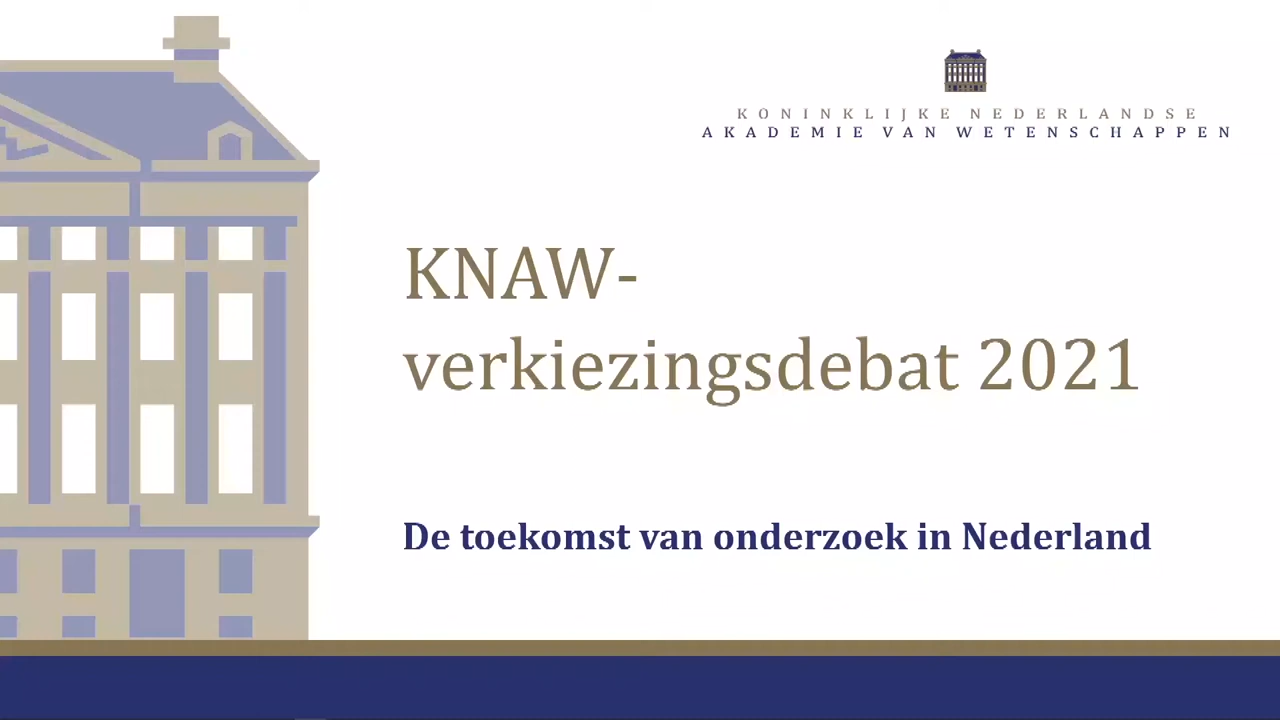 KONINKLIJKE NEDERLANDSE
AKADEMIE VAN WETENSCHAPPEN
KNAW-
verkiezingsdebat 2021
De toekomst van onderzoek in Nederland